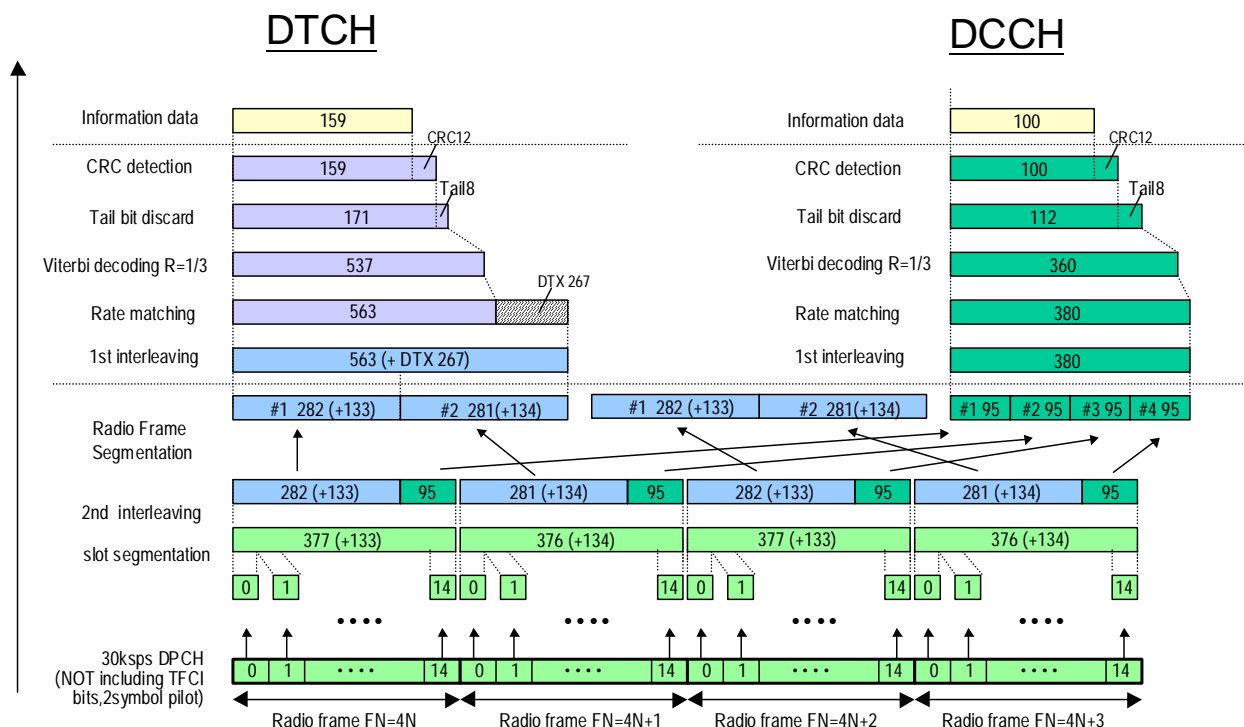 DTCH
DCCH
Information data
159
Information data
100
CRC12
CRC12
CRC detection
159
CRC detection
100
Tail8
Tail8
Tail bit discard
171
Tail bit discard
112
Viterbi decoding R=1/3
537
Viterbi decoding R=1/3
360
DTX 267
Rate matching
563
Rate matching
380
1st interleaving
563 (+ DTX 267)
1st interleaving
380
#1 282 (+133)
#2 281(+134)
#1 282 (+133)
#2 281(+134)
#1 95
#2 95
#3 95
#4 95
Radio Frame
Segmentation
282 (+133)
95
281 (+134)
95
282 (+133)
95
281 (+134)
95
2nd interleaving
377 (+133)
376 (+134)
377 (+133)
376 (+134)
slot segmentation
0
1
14
0
1
14
0
1
14
0
1
14
••••
••••
••••
••••
30ksps DPCH
(NOT including TFCI
bits,2symbol pilot)
0
1
••••
14
0
1
••••
14
0
1
••••
14
0
1
••••
14
Radio frame FN=4N
Radio frame FN=4N+1
Radio frame FN=4N+2
Radio frame FN=4N+3